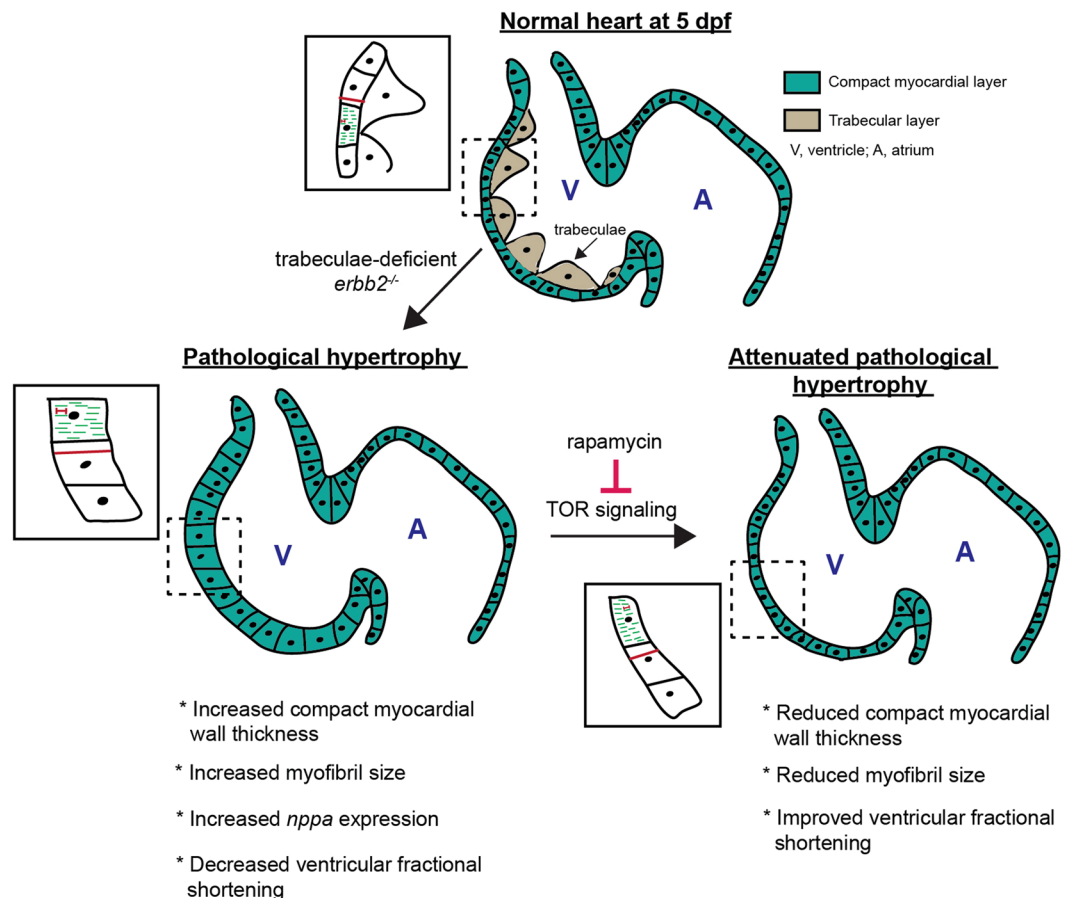 Normal heart at 5 dpf
Compact myocardial layer
Trabecular layer
V, ventricle; A, atrium
V
A
trabeculae
trabeculae-deficient
erbb2-/-
Pathological hypertrophy
V
A
* Increased compact myocardial
wall thickness
* Increased myofibril size
* Increased nppa expression
* Decreased ventricular fractional
shortening
rapamycin
TOR signaling
Attenuated pathological
hypertrophy
V
A
* Reduced compact myocardial
wall thickness
* Reduced myofibril size
* Improved ventricular fractional
shortening